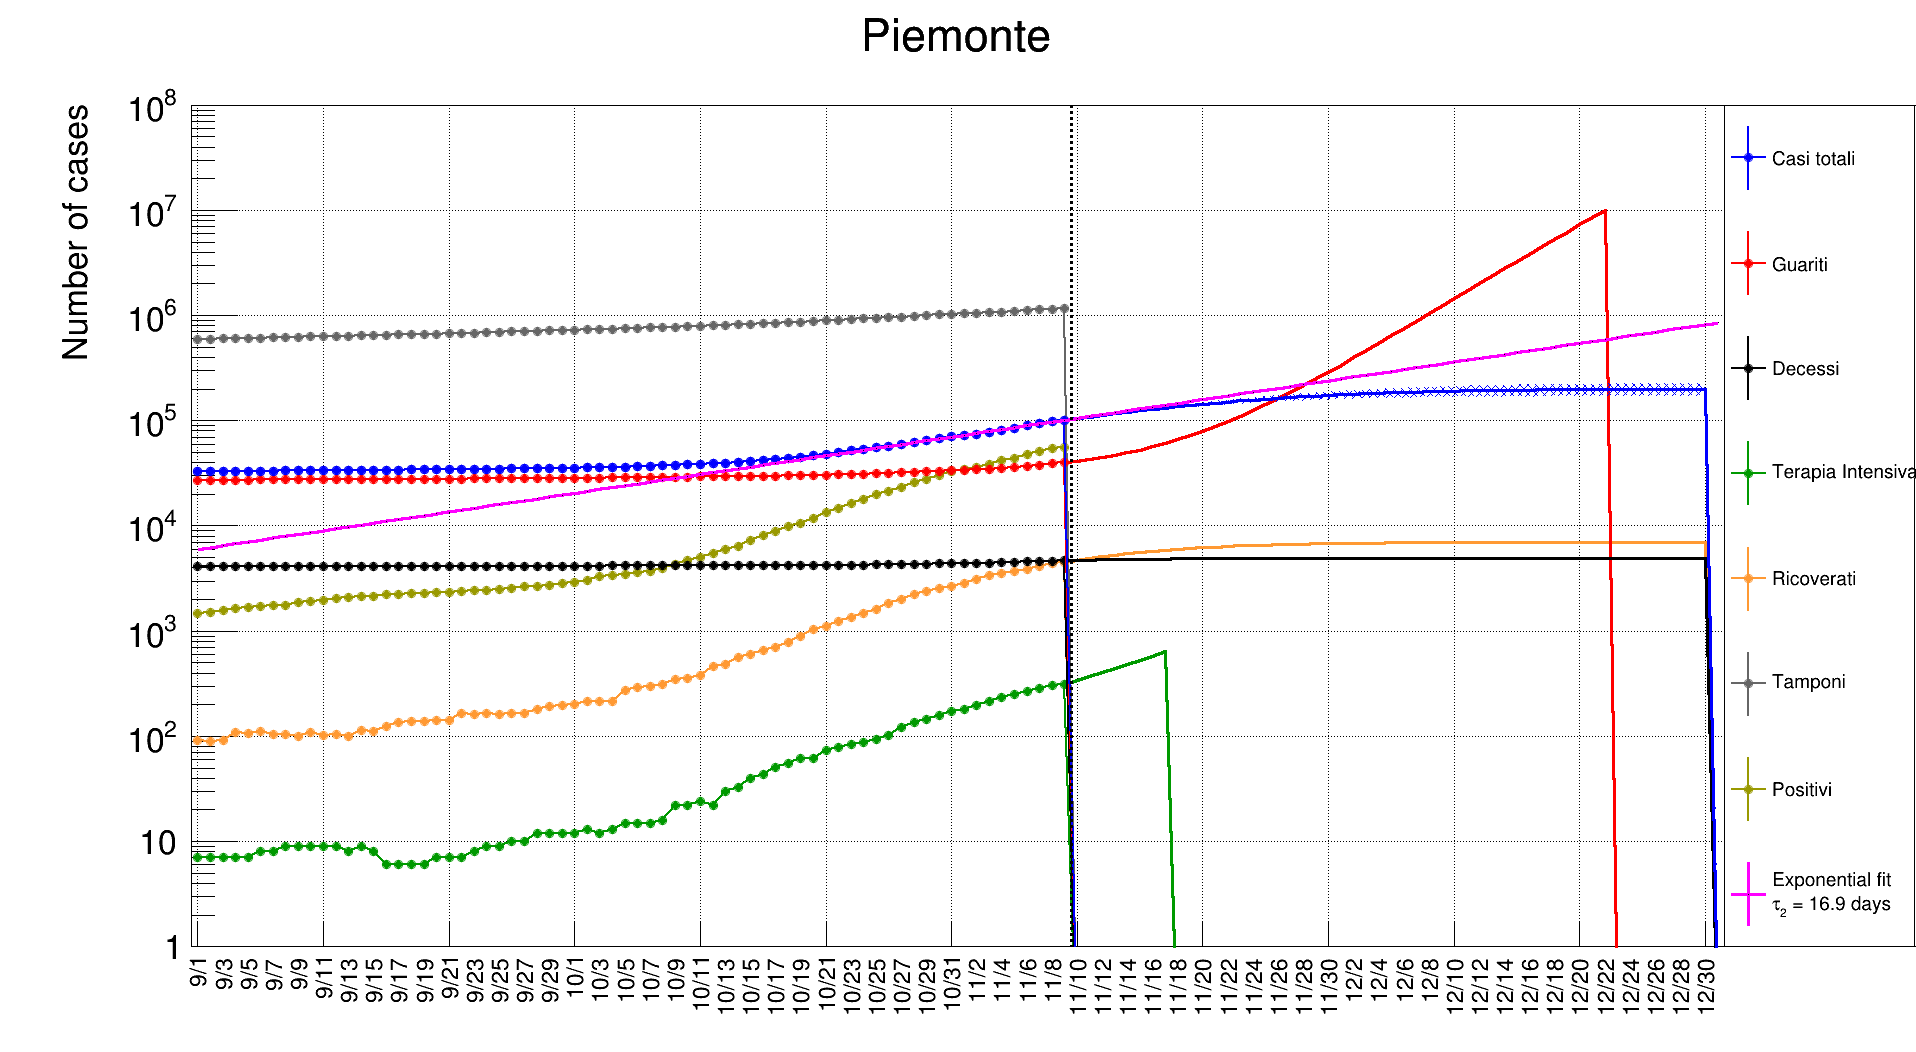 Piemonte
Number of cases
10^8
10^7
10^6
10^5
10^4
10^3
10^2
10
1
9/1 9/3 9/5 9/7 9/9 9/11 9/13 9/15 9/17 9/19 9/21 9/23 9/25 9/27 9/29 10/1 10/3 10/5 10/7 10/9 10/11 10/13 10/15 10/17 10/19 10/21 10/23 10/25 10/27 10/29 10/31 11/2 11/4 11/6 11/8 11/10 11/12 11/14 11/16 11/18 11/20 11/22 11/24 11/26 11/28 11/30 12/2 12/4 12/6 12/8 12/10 12/12 12/14 12/16 12/18 12/20 12/22 12/24 12/26 12/28 12/30
Casi totali
Guariti
Decessi
Terapia Intensiva
Ricoverati
Tamponi
Positivi
Exponential fit
τ_2 = 16.9 days